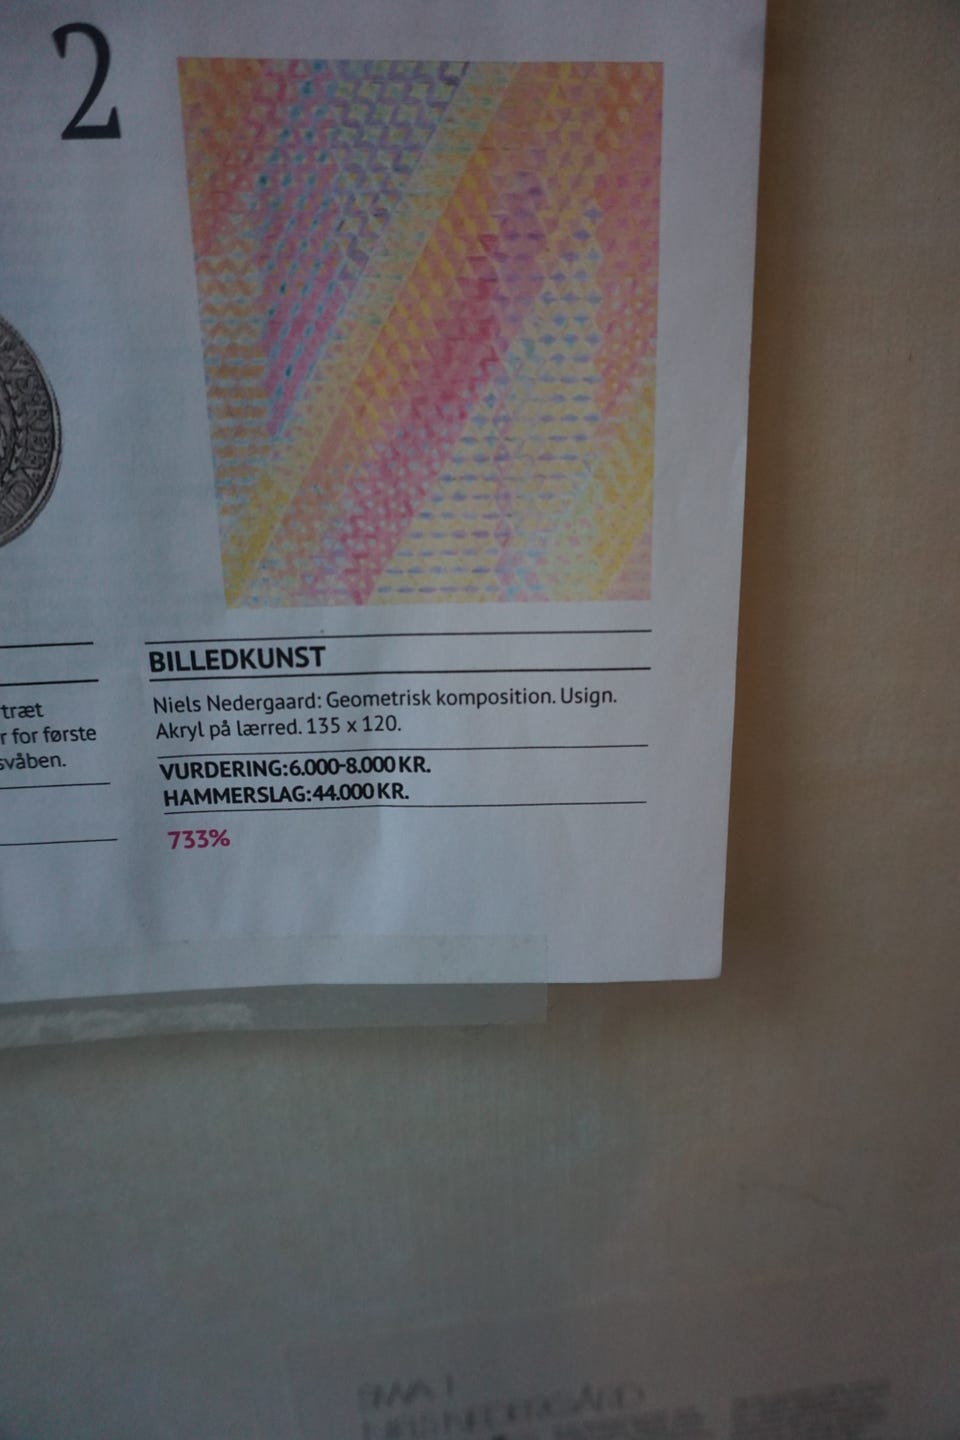 2
BILLEDKUNST
Niels Nedergaard: Geometrisk komposition. Usign.
Akryl på lærred. 135 x 120.
VURDERING: 6.000-8.000 KR.
HAMMERSLAG: 44.000 KR.
733%
træt
r for første
svåben.